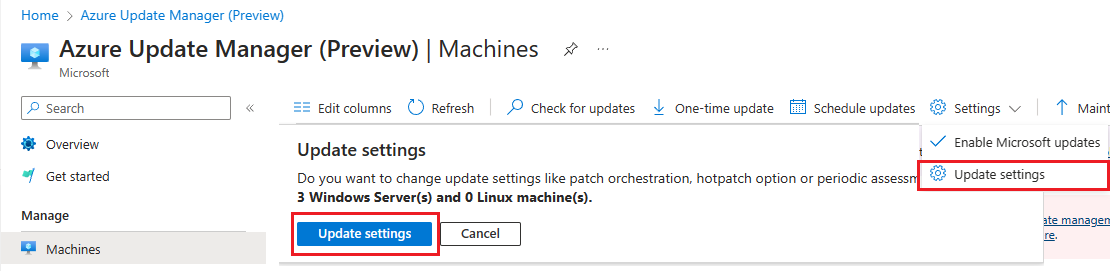 Home > Azure Update Manager (Preview) >
Azure Update Manager (Preview) | Machines
Microsoft
Search
Overview
Get started
Manage
Machines
Edit columns Refresh Check for updates One-time update Schedule updates Settings Maint
Enable Microsoft updates
Update settings
Update settings
Do you want to change update settings like patch orchestration, hotpatch option or periodic assessm
3 Windows Server(s) and 0 Linux machine(s).
Update settings Cancel
ate managem
re.